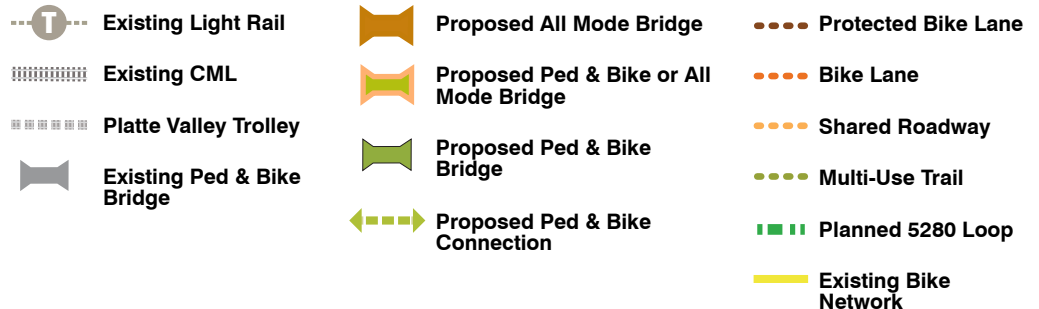 T
Existing Light Rail
Existing CML
Platte Valley Trolley
Existing Ped & Bike
Bridge
Proposed All Mode Bridge
Proposed Ped & Bike or All
Mode Bridge
Proposed Ped & Bike
Bridge
Proposed Ped & Bike
Connection
Protected Bike Lane
Bike Lane
Shared Roadway
Multi-Use Trail
Planned 5280 Loop
Existing Bike
Network